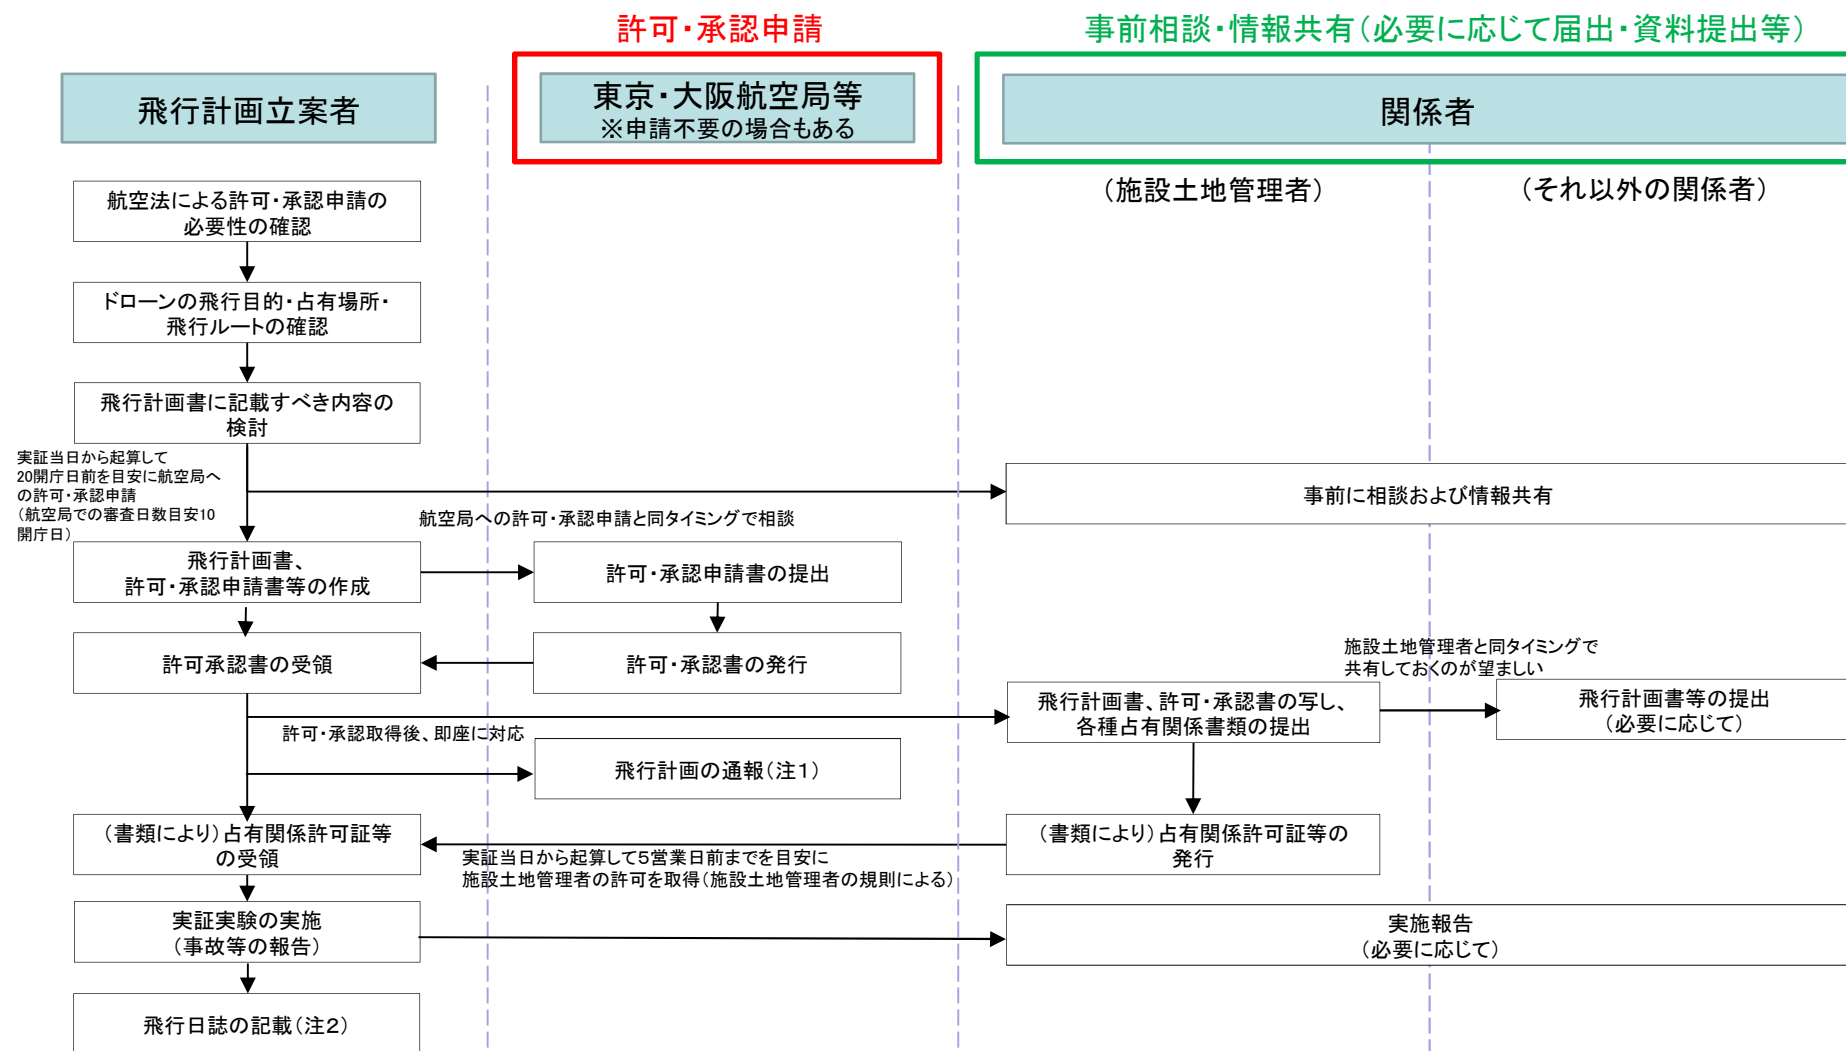 許可・承認申請
事前相談・情報共有（必要に応じて届出・資料提出等）
飛行計画立案者
東京・大阪航空局等
※申請不要の場合もある
関係者
（施設土地管理者）
（それ以外の関係者）
航空法による許可・承認申請の
必要性の確認
ドローンの飛行目的・占有場所・
飛行ルートの確認
飛行計画書に記載すべき内容の
検討
実証当日から起算して
20開庁日前を目安に航空局へ
の許可・承認申請
（航空局での審査日数目安10
開庁日）
事前に相談および情報共有
航空局への許可・承認申請と同タイミングで相談
飛行計画書、
許可・承認申請書等の作成
許可・承認申請書の提出
許可承認書の受領
許可・承認書の発行
施設土地管理者と同タイミングで
共有しておくのが望ましい
飛行計画書、許可・承認書の写し、
各種占有関係書類の提出
飛行計画書等の提出
（必要に応じて）
許可・承認取得後、即座に対応
飛行計画の通報（注１）
（書類により）占有関係許可証等
の受領
（書類により）占有関係許可証等の
発行
実証当日から起算して５営業日前までを目安に
施設土地管理者の許可を取得（施設土地管理者の規則による）
実証実験の実施
（事故等の報告）
実施報告
（必要に応じて）
飛行日誌の記載（注２）